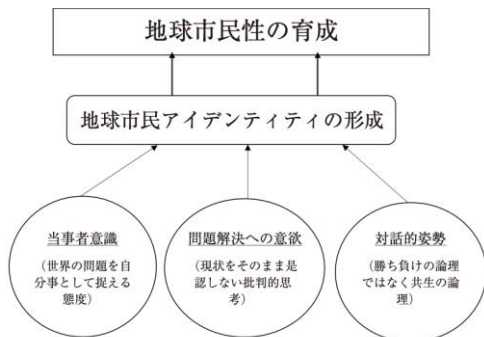 地球市民性の育成
地球市民アイデンティティの形成
当事者意識
(世界の問題を自
分事として捉える
態度)
問題解決への意欲
(現状をそのまま是
認しない批判的思
考)
対話的姿勢
(勝ち負けの論理
ではなく共生の論
理)